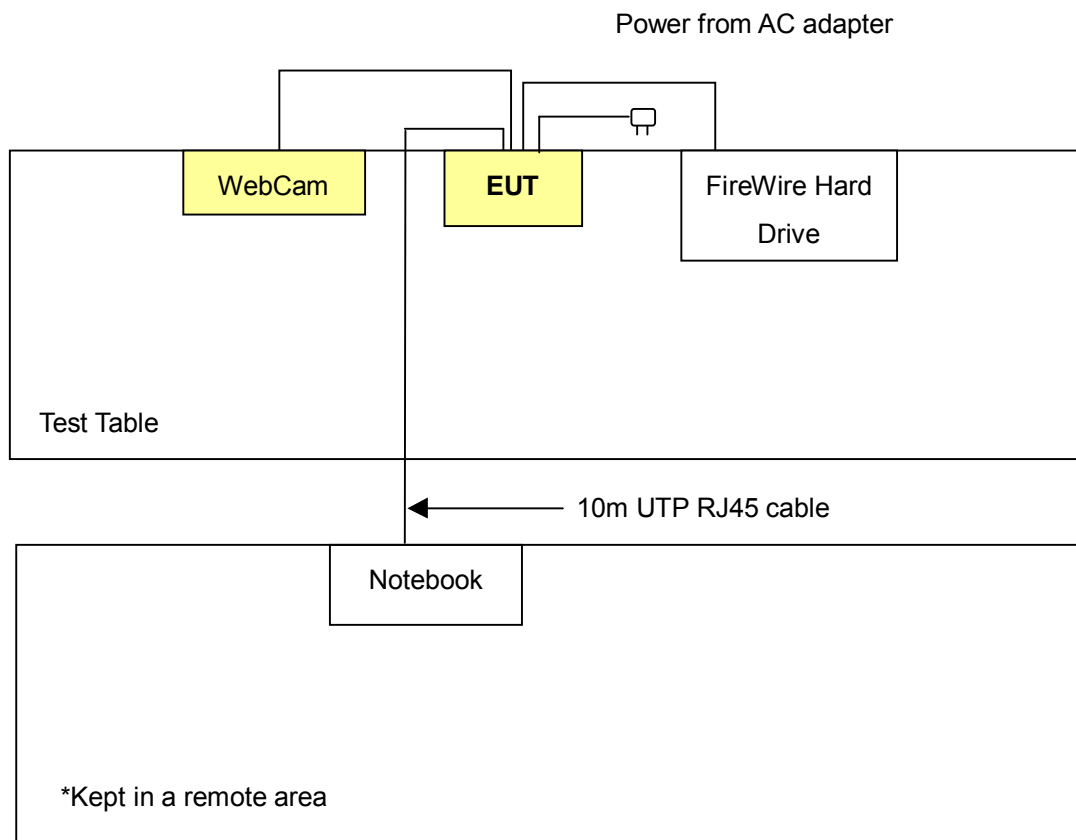 Power from AC adapter
WebCam
EUT
FireWire Hard
Drive
Test Table
10m UTP RJ45 cable
Notebook
*Kept in a remote area